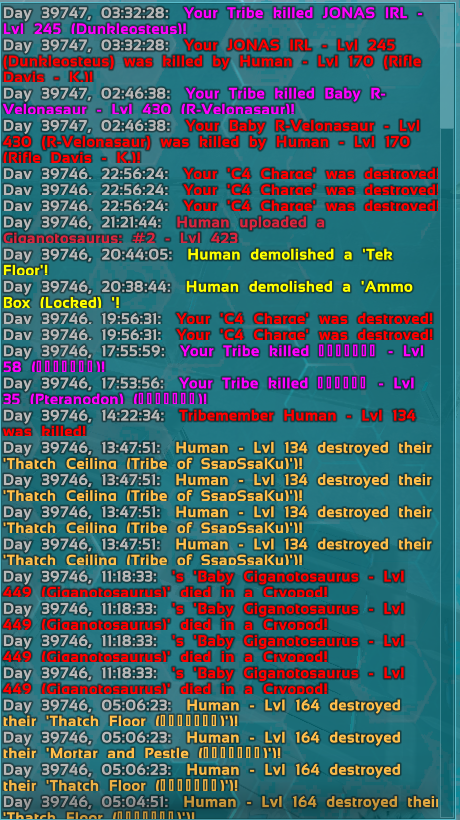 Day 39747, 03:32:28: Your Tribe killed JONAS IRL -
Lvl 245 (Dunkleosteus)!
Day 39747, 03:32:28: Your JONAS IRL - Lvl 245
(Dunkleosteus) was killed by Human - Lvl 170 (Rifle
Davis - K.)!
Day 39747, 02:46:38: Your Tribe killed Baby R-
Velonasaur - Lvl 430 (R-Velonasaur)!
Day 39747, 02:46:38: Your Baby R-Velonasaur - Lvl
430 (R-Velonasaur) was killed by Human - Lvl 170
(Rifle Davis - K.)!
Day 39746, 22:56:24: Your 'C4 Charge' was destroyed!
Day 39746, 22:56:24: Your 'C4 Charge' was destroyed!
Day 39746, 22:56:24: Your 'C4 Charge' was destroyed!
Day 39746, 21:21:44: Human uploaded a
Giganotosaurus: #2 - Lvl 423
Day 39746, 20:44:05: Human demolished a 'Tek
Floor'!
Day 39746, 20:38:44: Human demolished a 'Ammo
Box (Locked) '!
Day 39746, 19:56:31: Your 'C4 Charge' was destroyed!
Day 39746, 19:56:31: Your 'C4 Charge' was destroyed!
Day 39746, 17:55:59: Your Tribe killed ▯▯▯▯▯▯▯ - Lvl
58 (▯▯▯▯▯▯▯)!
Day 39746, 17:53:56: Your Tribe killed ▯▯▯▯▯▯ - Lvl
35 (Pteranodon) (▯▯▯▯▯▯▯)!
Day 39746, 14:22:34: Tribemember Human - Lvl 134
was killed!
Day 39746, 13:47:51: Human - Lvl 134 destroyed their
'Thatch Ceiling (Tribe of SsapSsaKu)')!
Day 39746, 13:47:51: Human - Lvl 134 destroyed their
'Thatch Ceiling (Tribe of SsapSsaKu)')!
Day 39746, 13:47:51: Human - Lvl 134 destroyed their
'Thatch Ceiling (Tribe of SsapSsaKu)')!
Day 39746, 13:47:51: Human - Lvl 134 destroyed their
'Thatch Ceiling (Tribe of SsapSsaKu)')!
Day 39746, 11:18:33: 's 'Baby Giganotosaurus - Lvl
449 (Giganotosaurus)' died in a Cryopod!
Day 39746, 11:18:33: 's 'Baby Giganotosaurus - Lvl
449 (Giganotosaurus)' died in a Cryopod!
Day 39746, 11:18:33: 's 'Baby Giganotosaurus - Lvl
449 (Giganotosaurus)' died in a Cryopod!
Day 39746, 11:18:33: 's 'Baby Giganotosaurus - Lvl
449 (Giganotosaurus)' died in a Cryopod!
Day 39746, 05:06:23: Human - Lvl 164 destroyed
their 'Thatch Floor (▯▯▯▯▯▯▯)')!
Day 39746, 05:06:23: Human - Lvl 164 destroyed
their 'Mortar and Pestle (▯▯▯▯▯▯▯)')!
Day 39746, 05:06:23: Human - Lvl 164 destroyed
their 'Thatch Floor (▯▯▯▯▯▯▯)')!
Day 39746, 05:04:51: Human - Lvl 164 destroyed their
'Thatch Floor (▯▯▯▯▯▯▯)')!